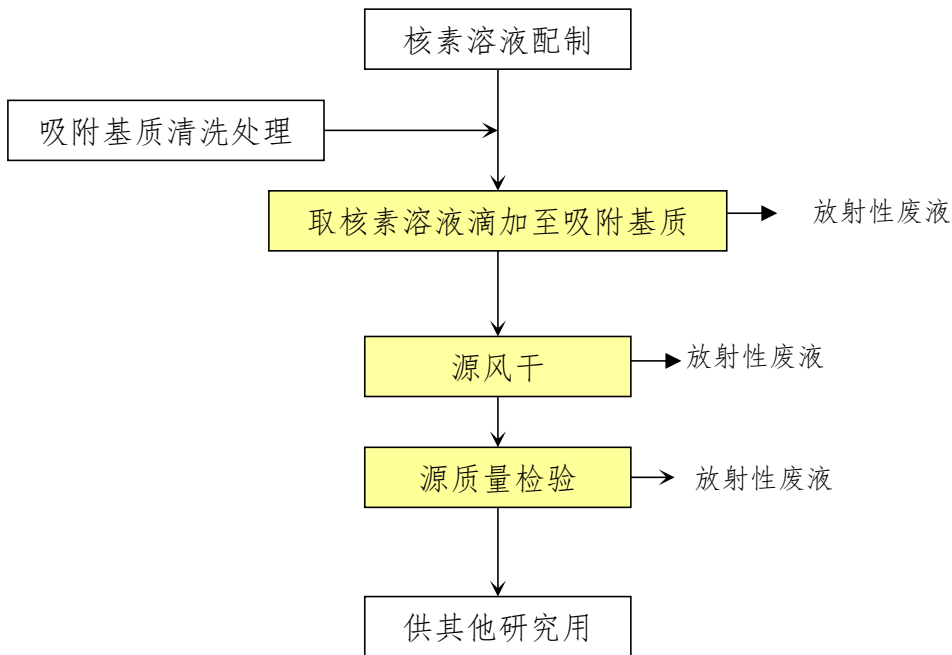 核素溶液配制
吸附基质清洗处理
取核素溶液滴加至吸附基质
放射性废液
源风干
放射性废液
源质量检验
放射性废液
供其他研究用